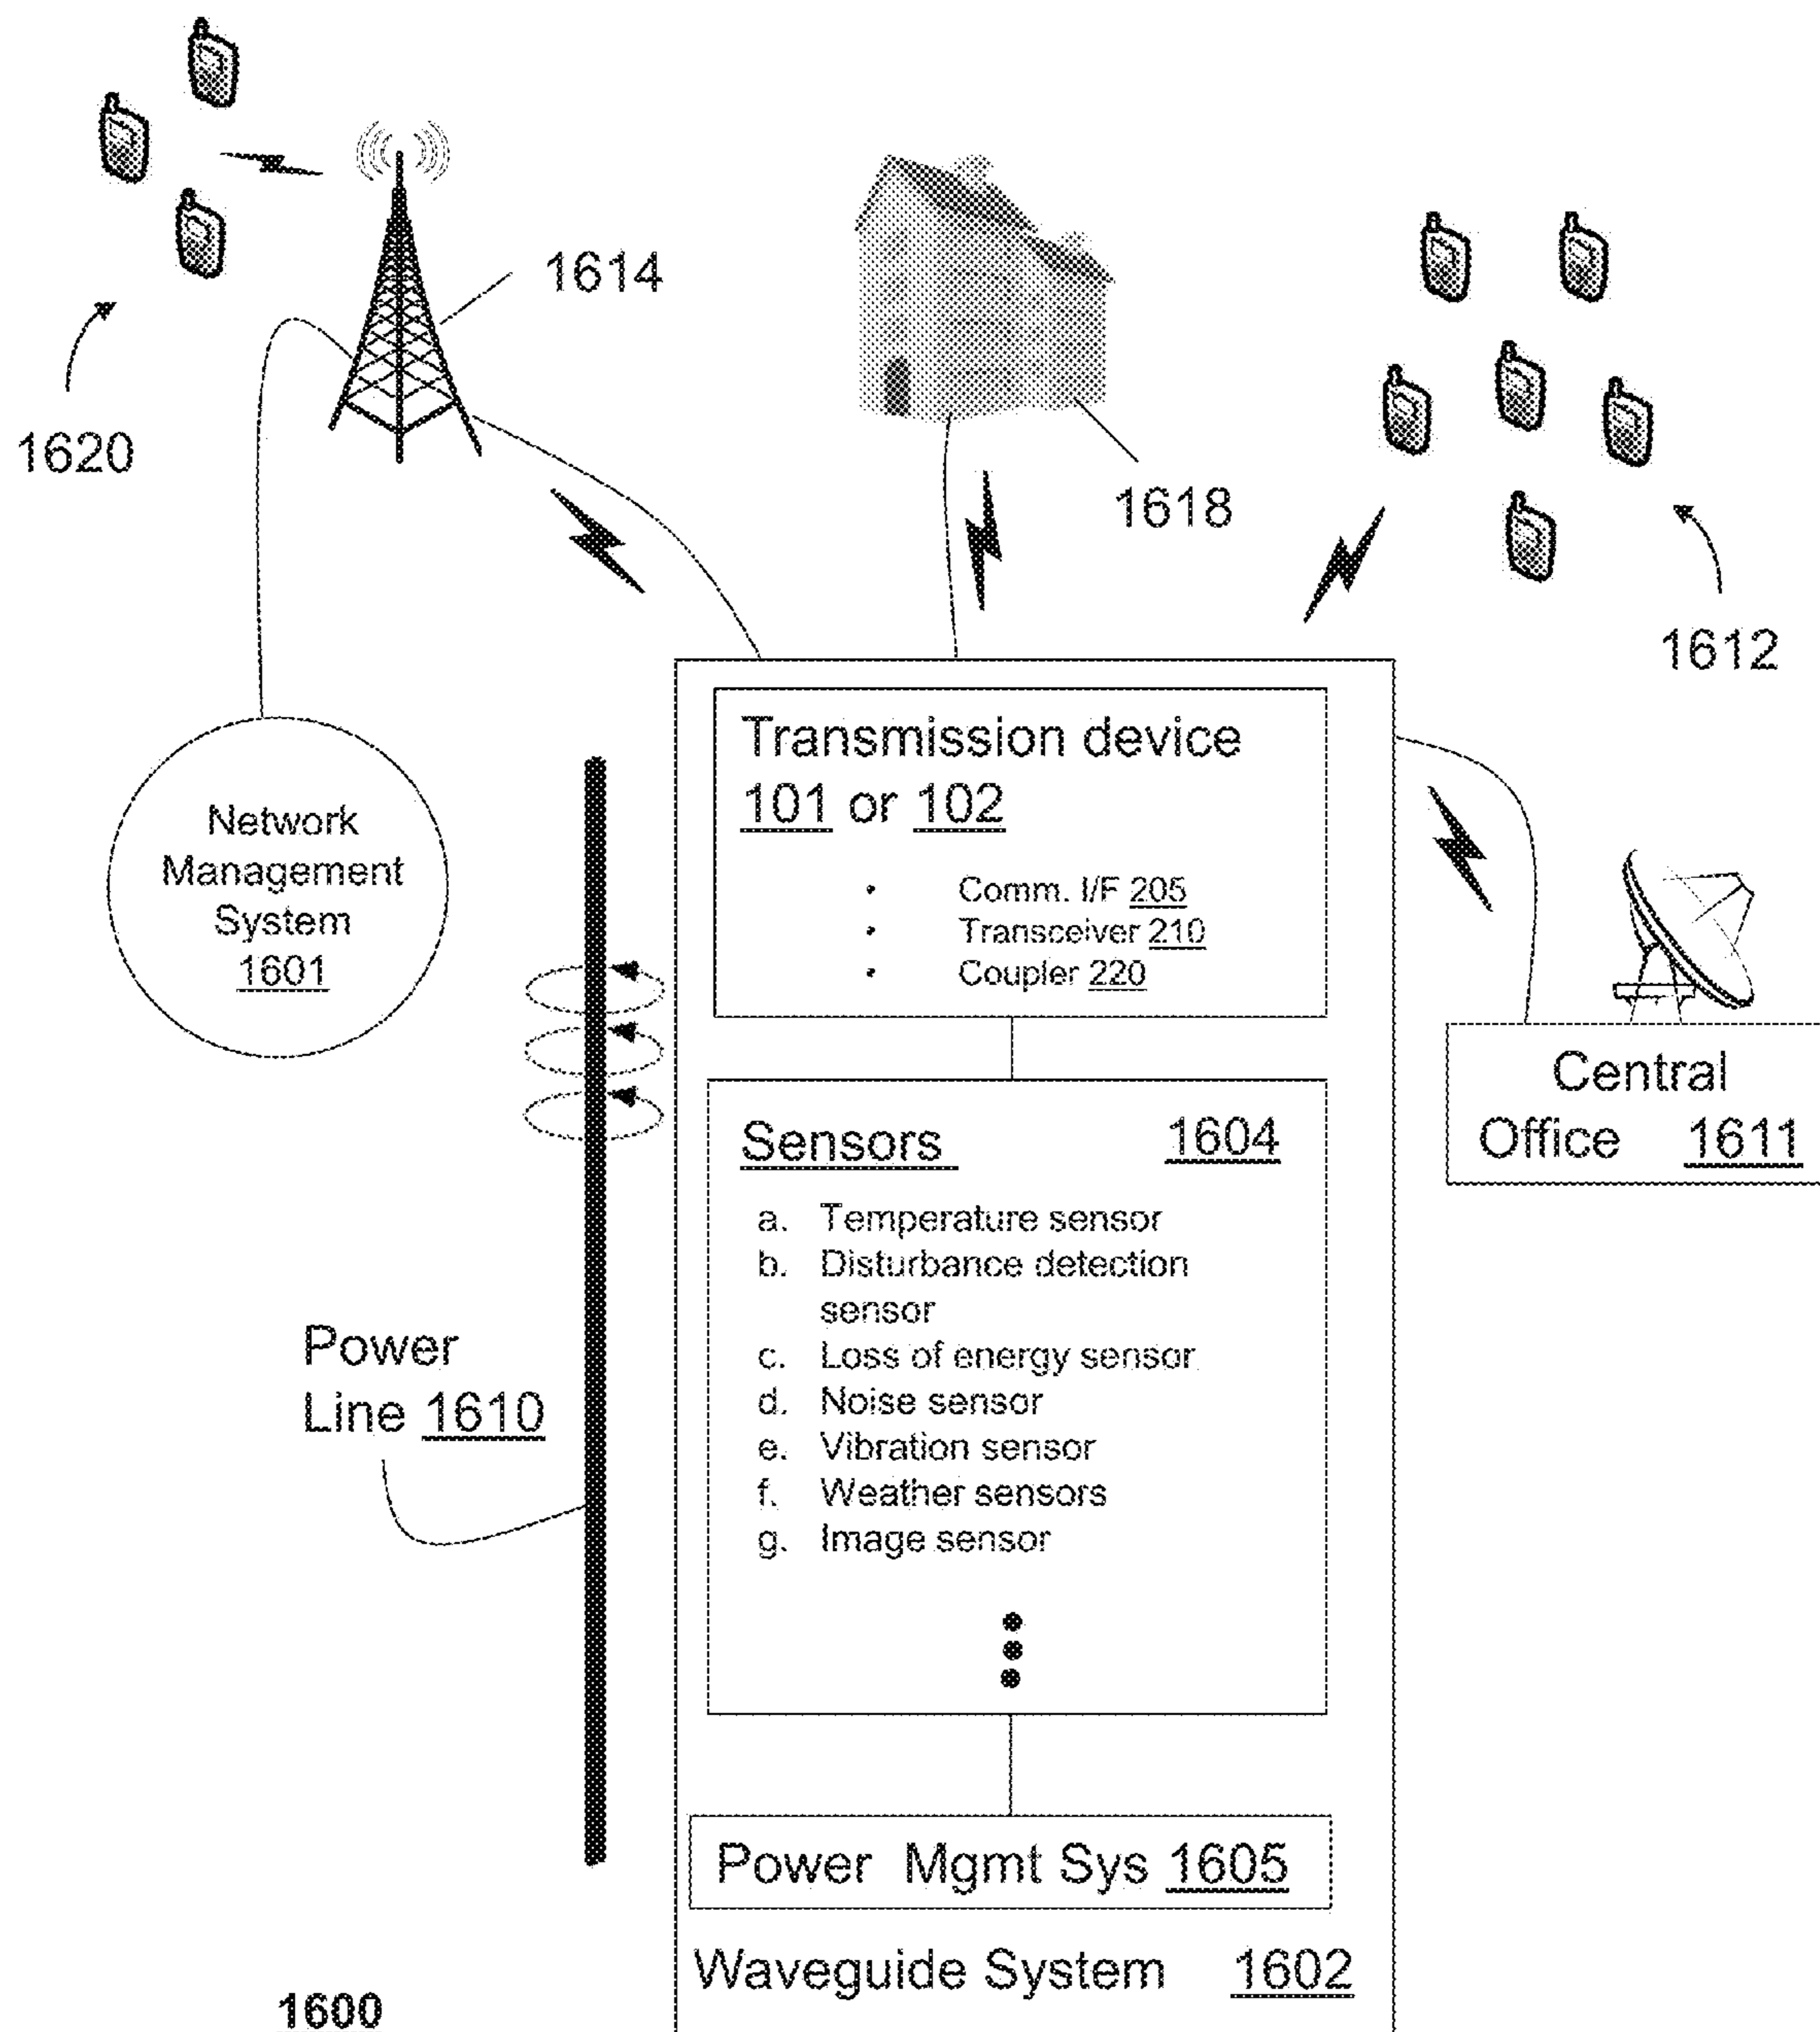 1614
1620
1618
1612
Transmission device
101 or 102
• Comm. I/F 205
• Transceiver 210
• Coupler 220
Network
Management
System
1601
Central
Office 1611
Sensors 1604
a. Temperature sensor
b. Disturbance detection
sensor
c. Loss of energy sensor
d. Noise sensor
e. Vibration sensor
f. Weather sensors
g. Image sensor
Power
Line 1610
Power Mgmt Sys 1605
Waveguide System 1602
1600